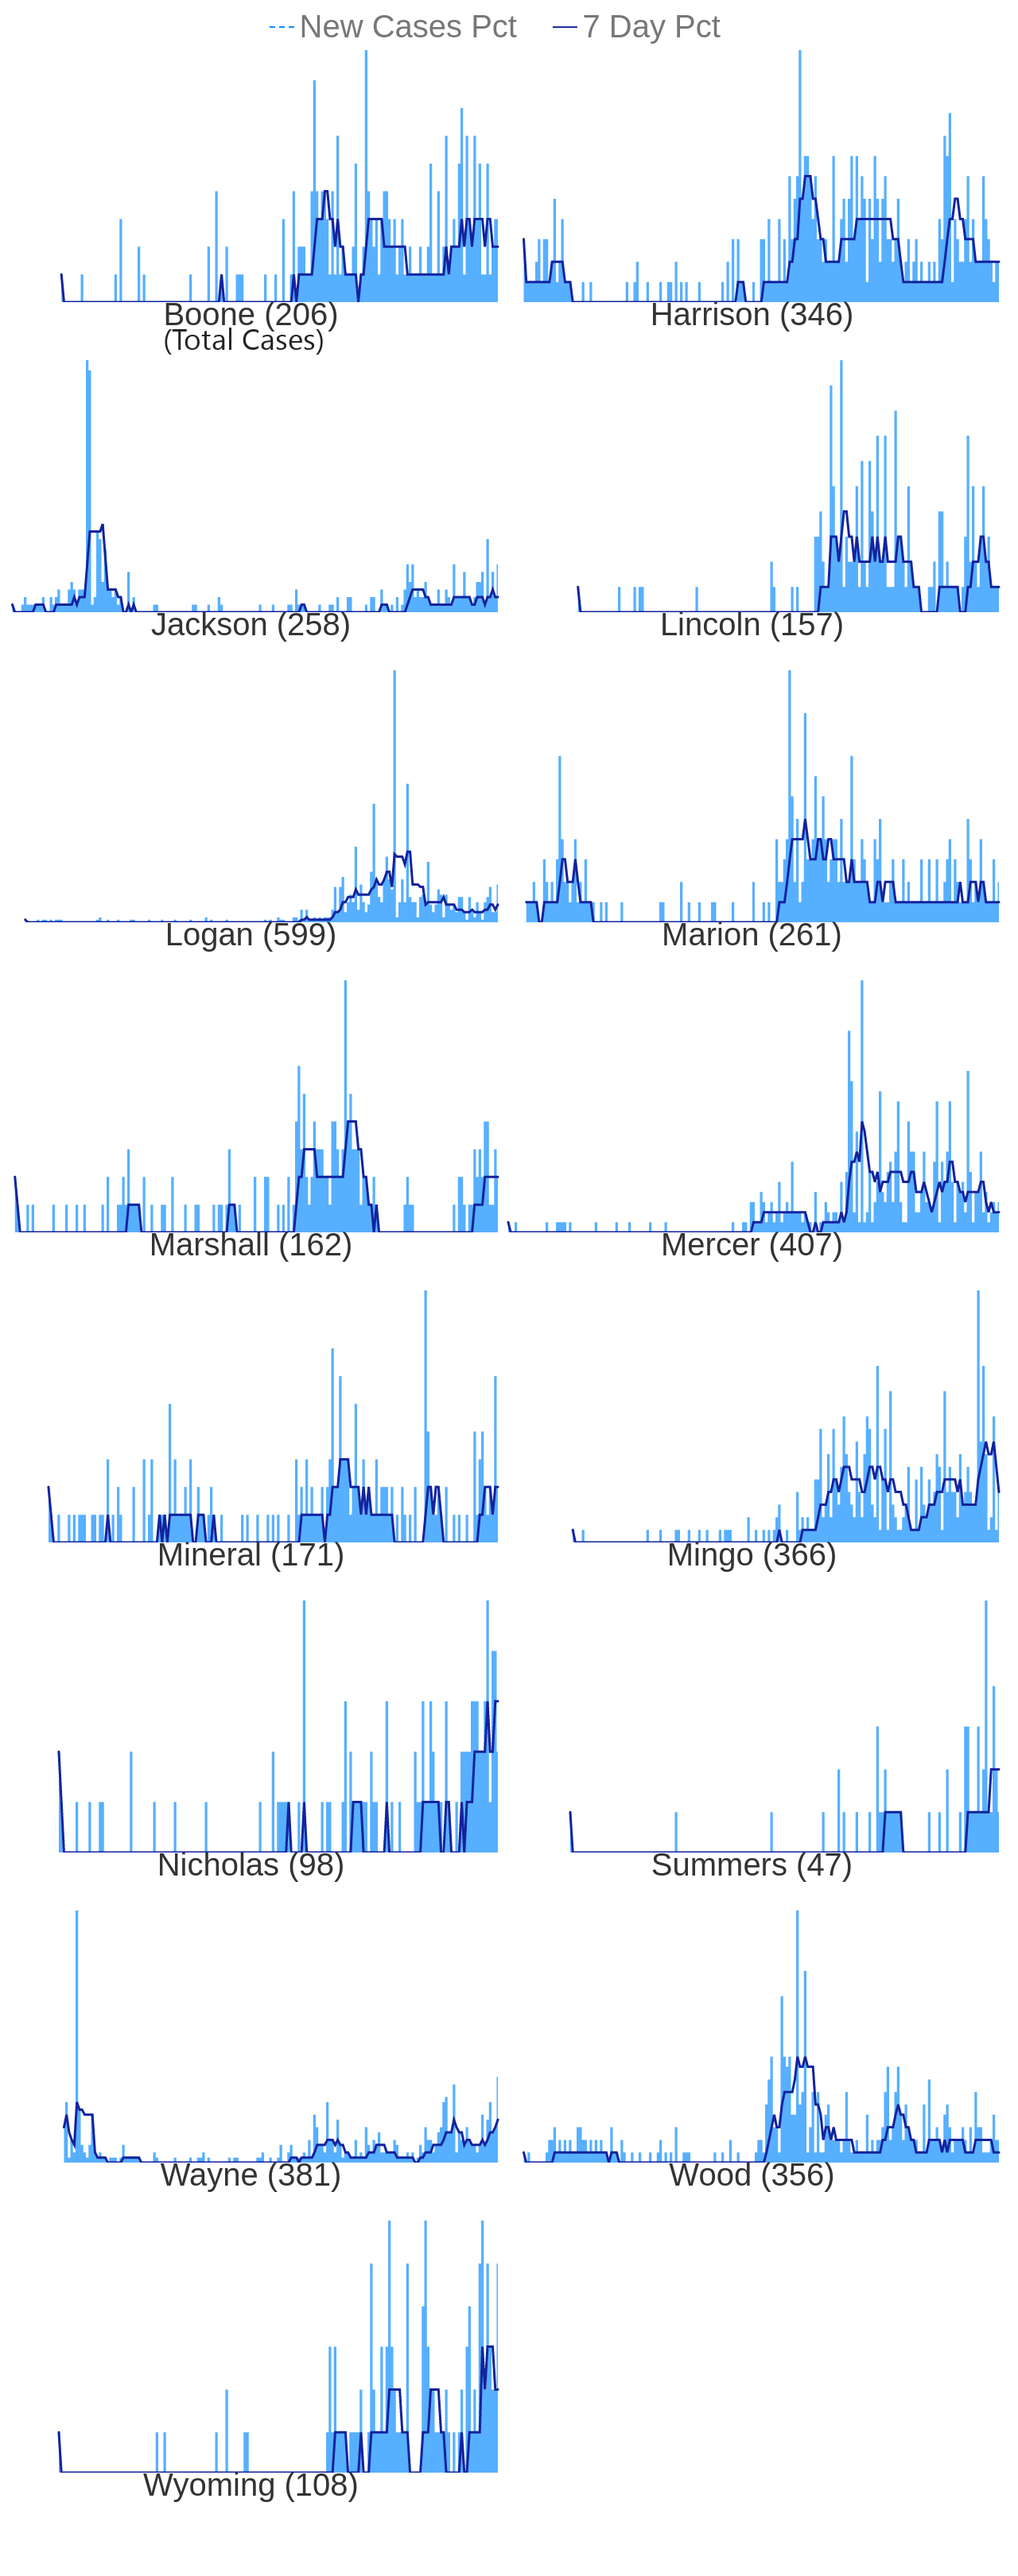 New Cases Pct 7 Day Pct
Boone (206) Harrison (346)
(Total Cases)
Jackson (258) Lincoln (157)
Logan (599) Marion (261)
Marshall (162) Mercer (407)
Mineral (171) Mingo (366)
Nicholas (98) Summers (47)
Wayne (381) Wood (356)
Wyoming (108)